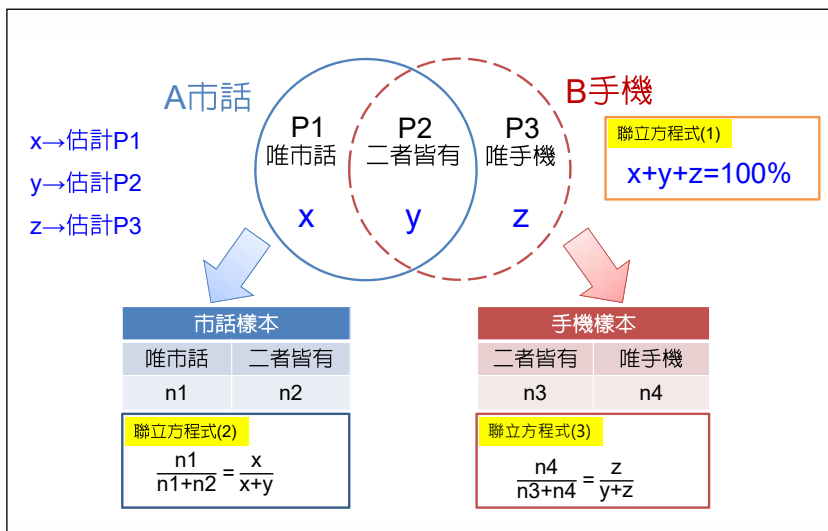 A市話
B手機
x→估計P1
y→估計P2
z→估計P3
P1
唯市話
x
P2
二者皆有
y
P3
唯手機
z
聯立方程式(1)
x+y+z=100%
市話樣本
唯市話 二者皆有
n1 n2
聯立方程式(2)
n1/(n1+n2) = x/(x+y)
手機樣本
二者皆有 唯手機
n3 n4
聯立方程式(3)
n4/(n3+n4) = z/(y+z)